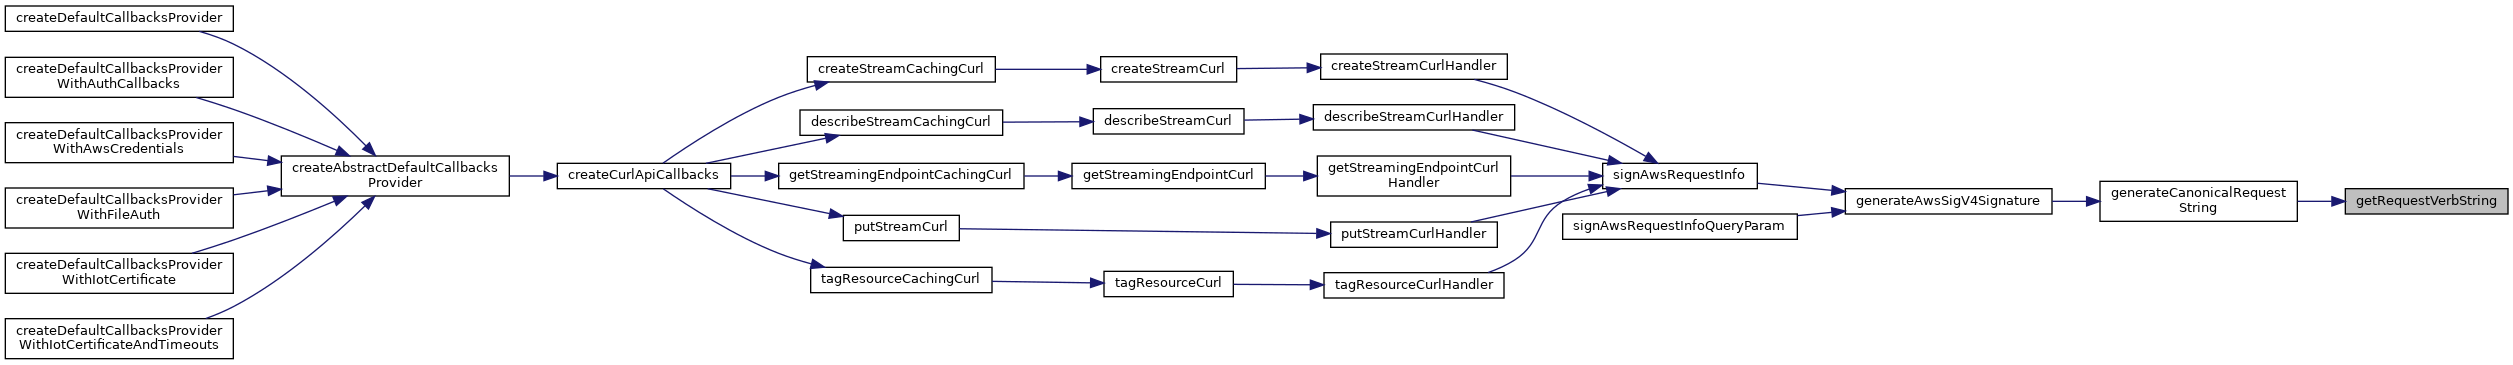 createDefaultCallbacksProvider
createDefaultCallbacksProvider
WithAuthCallbacks
createDefaultCallbacksProvider
WithAwsCredentials
createDefaultCallbacksProvider
WithFileAuth
createDefaultCallbacksProvider
WithIotCertificate
createDefaultCallbacksProvider
WithIotCertificateAndTimeouts
createAbstractDefaultCallbacks
Provider
createCurlApiCallbacks
createStreamCachingCurl
describeStreamCachingCurl
getStreamingEndpointCachingCurl
putStreamCurl
tagResourceCachingCurl
createStreamCurl
describeStreamCurl
getStreamingEndpointCurl
tagResourceCurl
createStreamCurlHandler
describeStreamCurlHandler
getStreamingEndpointCurl
Handler
putStreamCurlHandler
tagResourceCurlHandler
signAwsRequestInfo
signAwsRequestInfoQueryParam
generateAwsSigV4Signature
generateCanonicalRequest
String
getRequestVerbString